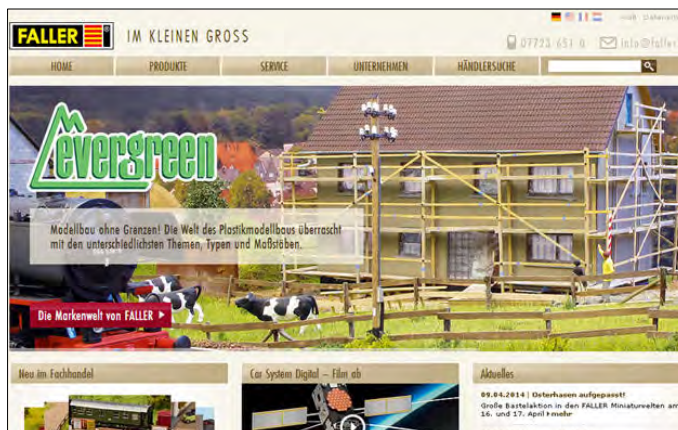 FALLER
IM KLEINEN GROSS
07723 651 0
info@faller
HOME
PRODUKTE
SERVICE
UNTERNEHMEN
HÄNDLERSUCHE
evergreen
Modellbau ohne Grenzen! Die Welt des Plastikmodellbaus überrascht
mit den unterschiedlichsten Themen, Typen und Maßstäben.
Die Markenwelt von FALLER
Neu im Fachhandel
Car System Digital – Film ab
Aktuelles
09.04.2014 | Osterhasen aufgepasst!
Große Bastelaktion in den FALLER Miniaturwelten am
16. und 17. April mehr